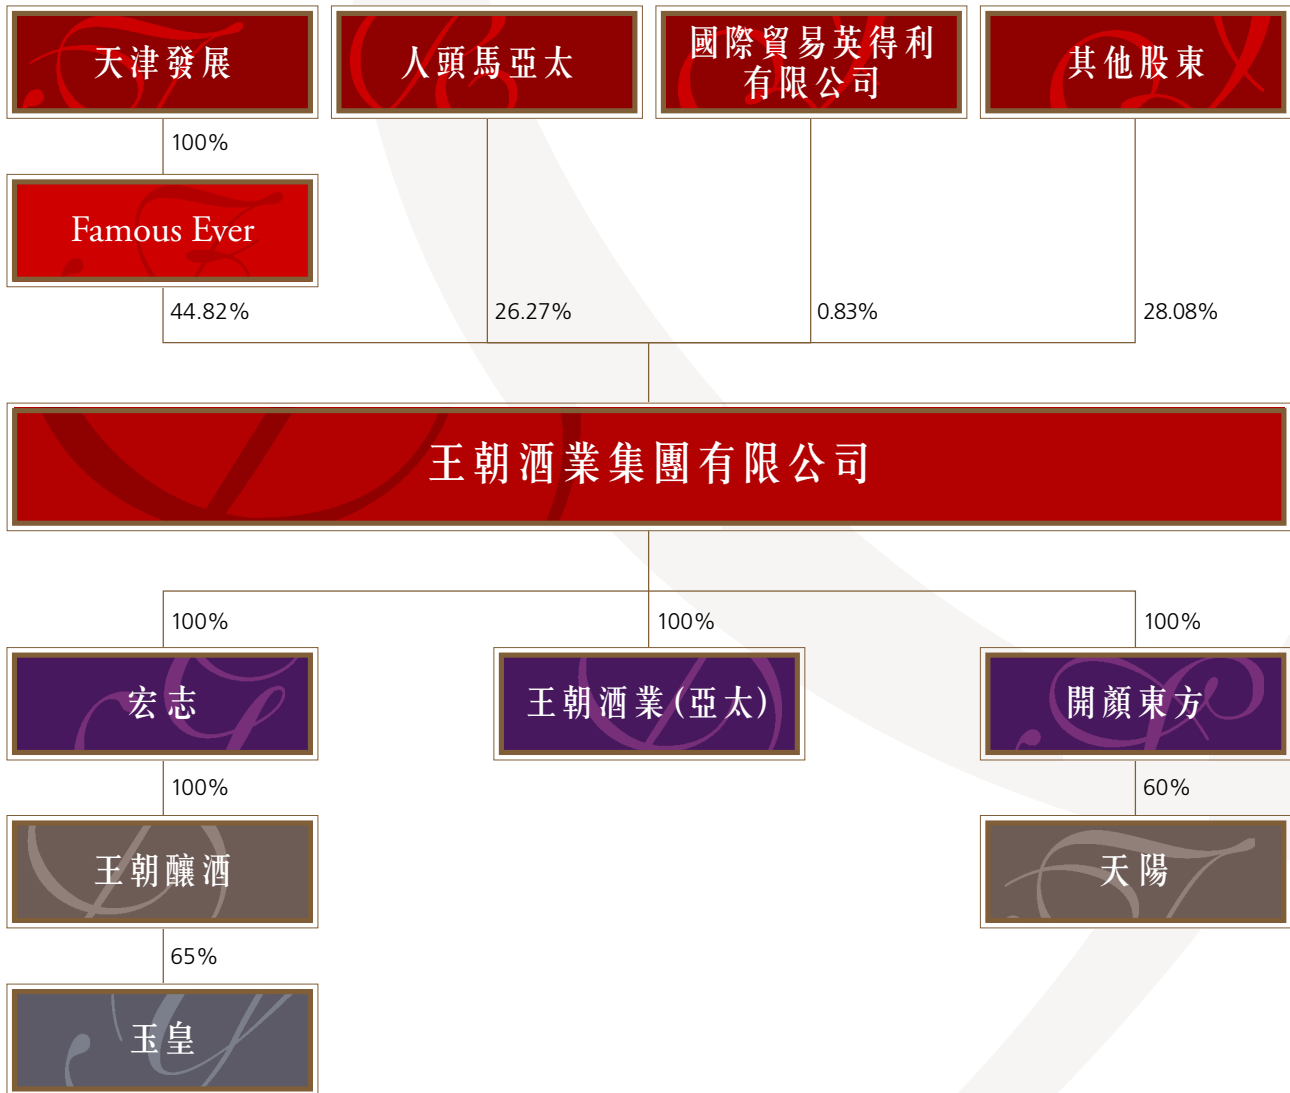 天津發展
人頭馬亞太
國際貿易英得利
有限公司
其他股東
100%
Famous Ever
44.82%
26.27%
0.83%
28.08%
王朝酒業集團有限公司
100%
100%
100%
宏志
王朝酒業(亞太)
開顏東方
100%
60%
王朝釀酒
天陽
65%
玉皇